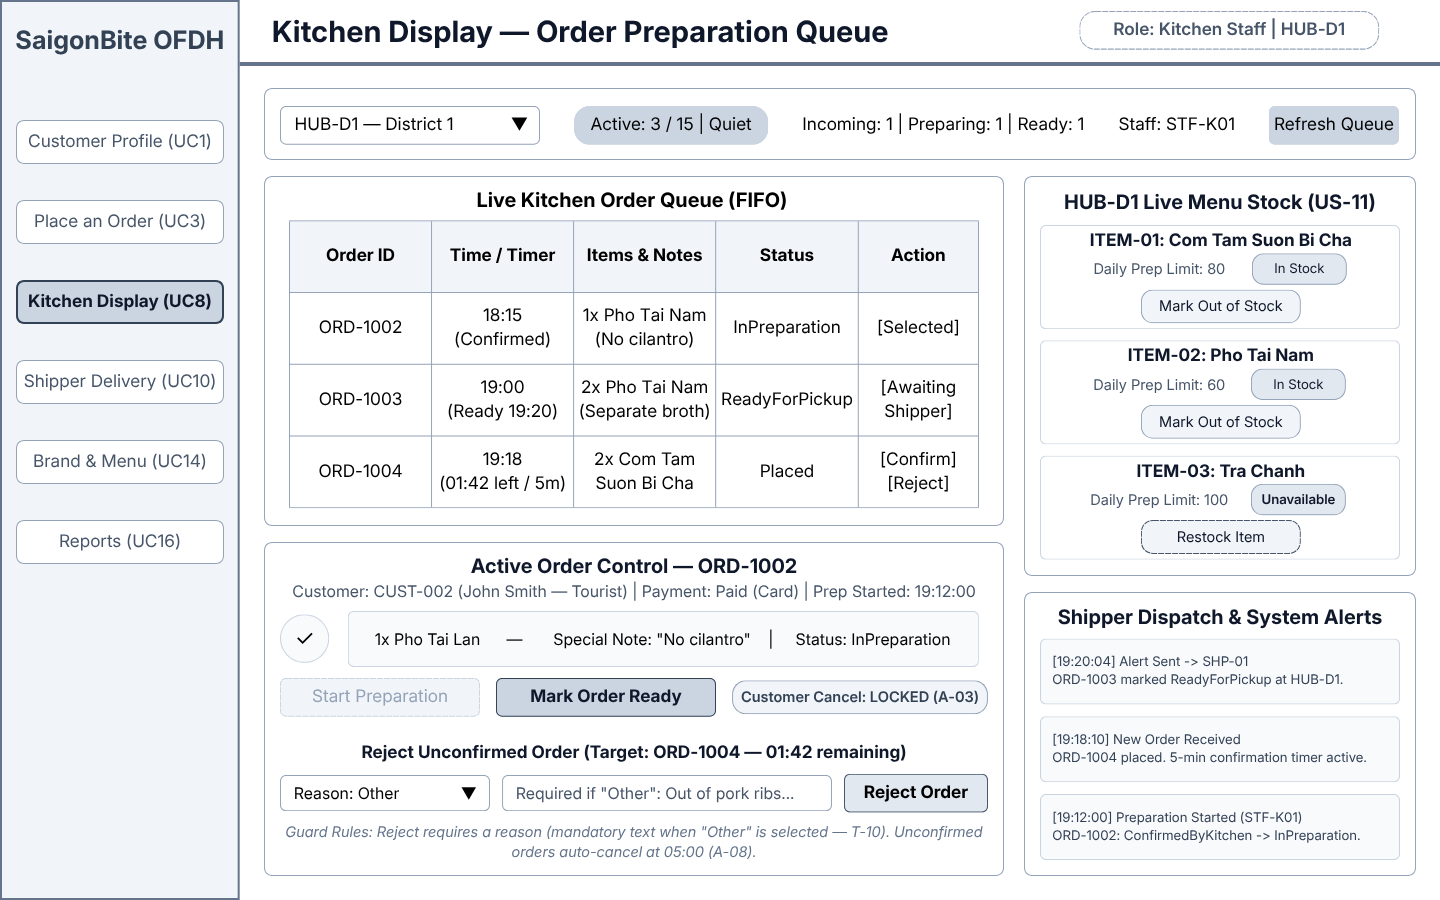 SaigonBite OFDH
Customer Profile (UC1)
Place an Order (UC3)
Kitchen Display (UC8)
Shipper Delivery (UC10)
Brand & Menu (UC14)
Reports (UC16)
Kitchen Display — Order Preparation Queue
Role: Kitchen Staff | HUB-D1
HUB-D1 — District 1 ▼
Active: 3 / 15 | Quiet
Incoming: 1 | Preparing: 1 | Ready: 1
Staff: STF-K01
Refresh Queue
Live Kitchen Order Queue (FIFO)
Order ID Time / Timer Items & Notes Status Action
ORD-1002
18:15
(Confirmed)
1x Pho Tai Nam
(No cilantro)
InPreparation
[Selected]
ORD-1003
19:00
(Ready 19:20)
2x Pho Tai Nam
(Separate broth)
ReadyForPickup
[Awaiting
Shipper]
ORD-1004
19:18
(01:42 left / 5m)
2x Com Tam
Suon Bi Cha
Placed
[Confirm]
[Reject]
Active Order Control — ORD-1002
Customer: CUST-002 (John Smith — Tourist) | Payment: Paid (Card) | Prep Started: 19:12:00
✓
1x Pho Tai Lan — Special Note: "No cilantro" | Status: InPreparation
Start Preparation
Mark Order Ready
Customer Cancel: LOCKED (A-03)
Reject Unconfirmed Order (Target: ORD-1004 — 01:42 remaining)
Reason: Other ▼
Required if "Other": Out of pork ribs...
Reject Order
Guard Rules: Reject requires a reason (mandatory text when "Other" is selected — T-10). Unconfirmed
orders auto-cancel at 05:00 (A-08).
HUB-D1 Live Menu Stock (US-11)
ITEM-01: Com Tam Suon Bi Cha
Daily Prep Limit: 80
In Stock
Mark Out of Stock
ITEM-02: Pho Tai Nam
Daily Prep Limit: 60
In Stock
Mark Out of Stock
ITEM-03: Tra Chanh
Daily Prep Limit: 100
Unavailable
Restock Item
Shipper Dispatch & System Alerts
[19:20:04] Alert Sent -> SHP-01
ORD-1003 marked ReadyForPickup at HUB-D1.
[19:18:10] New Order Received
ORD-1004 placed. 5-min confirmation timer active.
[19:12:00] Preparation Started (STF-K01)
ORD-1002: ConfirmedByKitchen -> InPreparation.